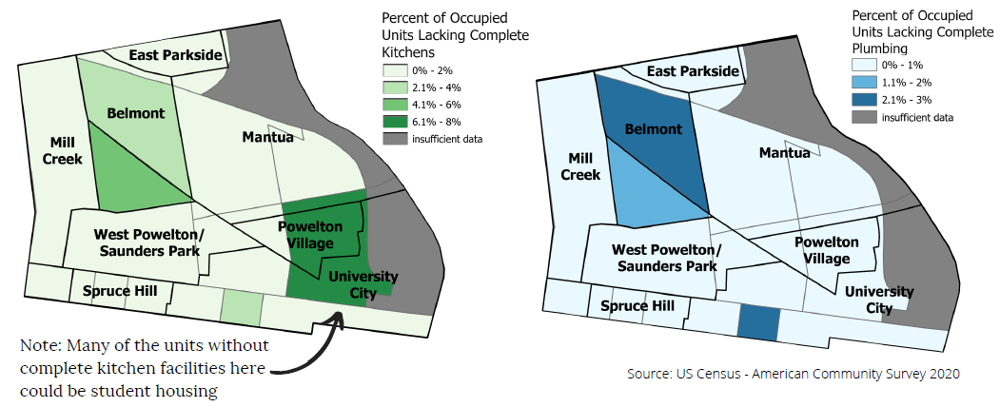 Percent of Occupied
Units Lacking Complete
Kitchens
0% - 2%
2.1% - 4%
4.1% - 6%
6.1% - 8%
insufficient data
East Parkside
Belmont
Mantua
Mill
Creek
West Powelton/
Saunders Park
Powelton
Village
University
City
Spruce Hill
Note: Many of the units without
complete kitchen facilities here
could be student housing
Percent of Occupied
Units Lacking Complete
Plumbing
0% - 1%
1.1% - 2%
2.1% - 3%
insufficient data
East Parkside
Belmont
Mantua
Mill
Creek
West Powelton/
Saunders Park
Powelton
Village
University
City
Spruce Hill
Source: US Census - American Community Survey 2020